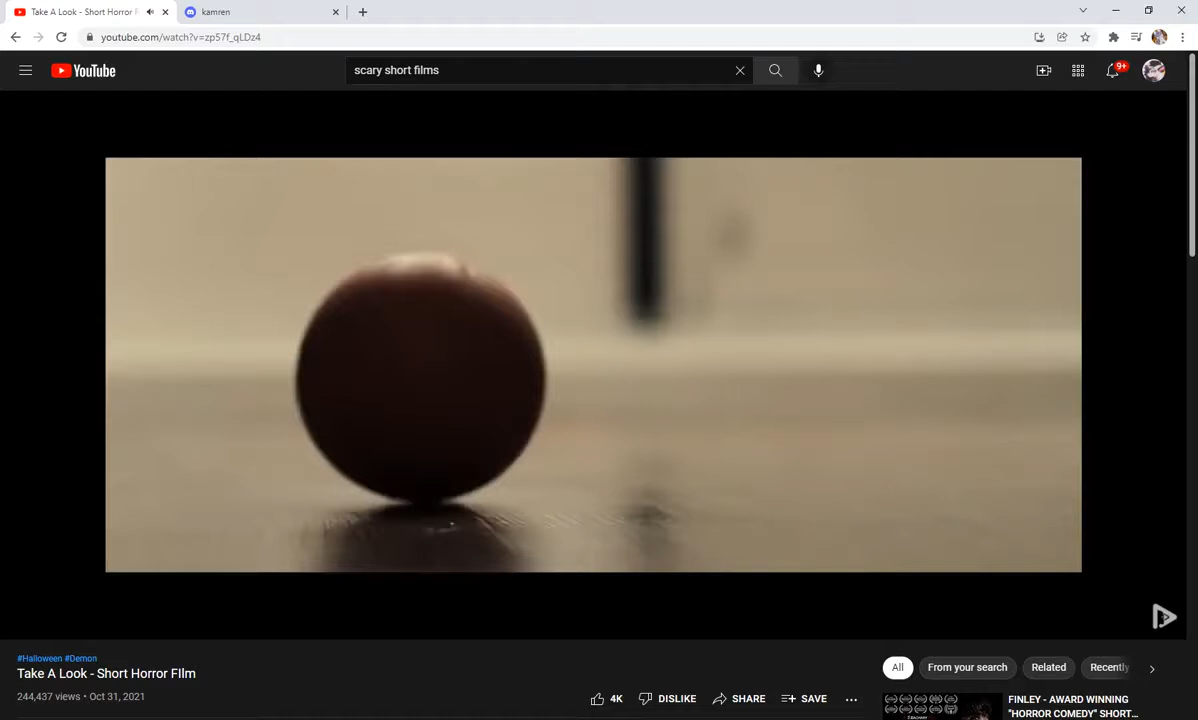 Take A Look - Short Horror F
kamren
youtube.com/watch?v=zp57f_qLDz4
YouTube
scary short films
9+
#Halloween #Demon
Take A Look - Short Horror FIlm
244,437 views • Oct 31, 2021
4K
DISLIKE
SHARE
SAVE
All
From your search
Related
Recently
FINLEY - AWARD WINNING
"HORROR COMEDY" SHORT...